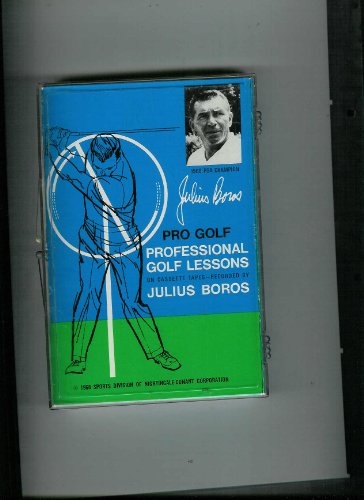 1968 PGA CHAMPION
Julius Boros
PRO GOLF
PROFESSIONAL
GOLF LESSONS
ON CASSETTE TAPES—RECORDED BY
JULIUS BOROS
© 1968 SPORTS DIVISION OF NIGHTINGALE-CONANT CORPORATION